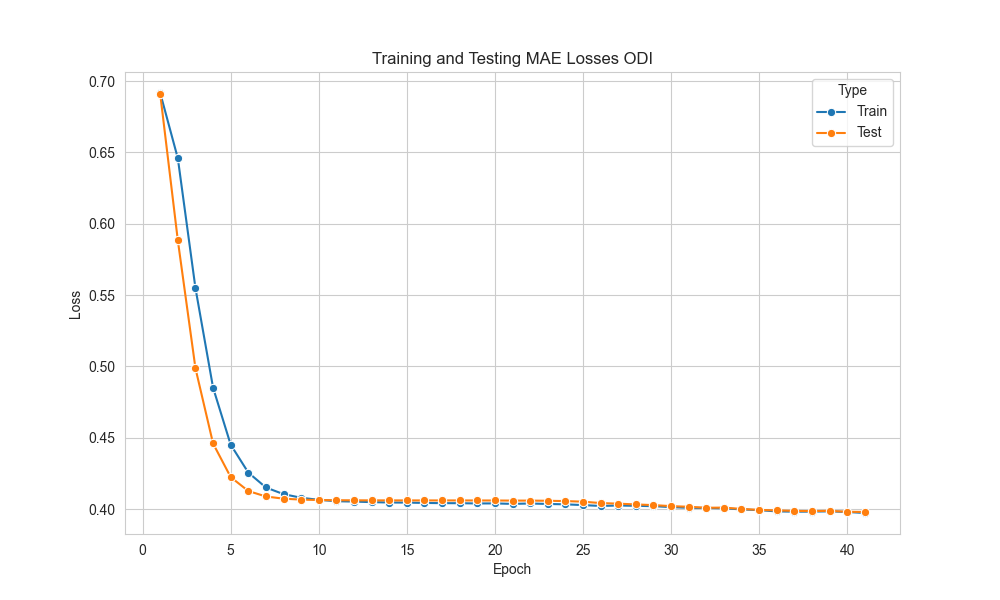 Training and Testing MAE Losses ODI
Type
Train
Test
0.70
0.65
0.60
0.55
0.50
0.45
0.40
Loss
0 5 10 15 20 25 30 35 40
Epoch